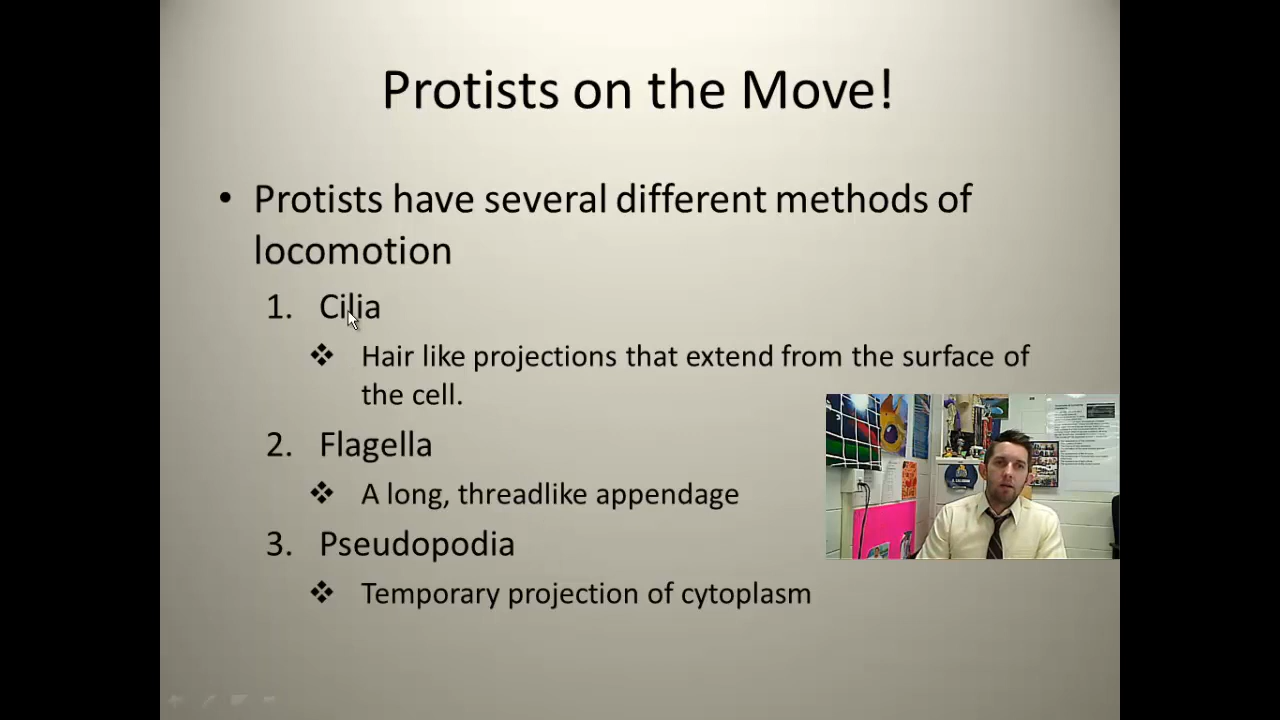 Protists on the Move!
• Protists have several different methods of
locomotion
1. Cilia
❖ Hair like projections that extend from the surface of
the cell.
2. Flagella
❖ A long, threadlike appendage
3. Pseudopodia
❖ Temporary projection of cytoplasm